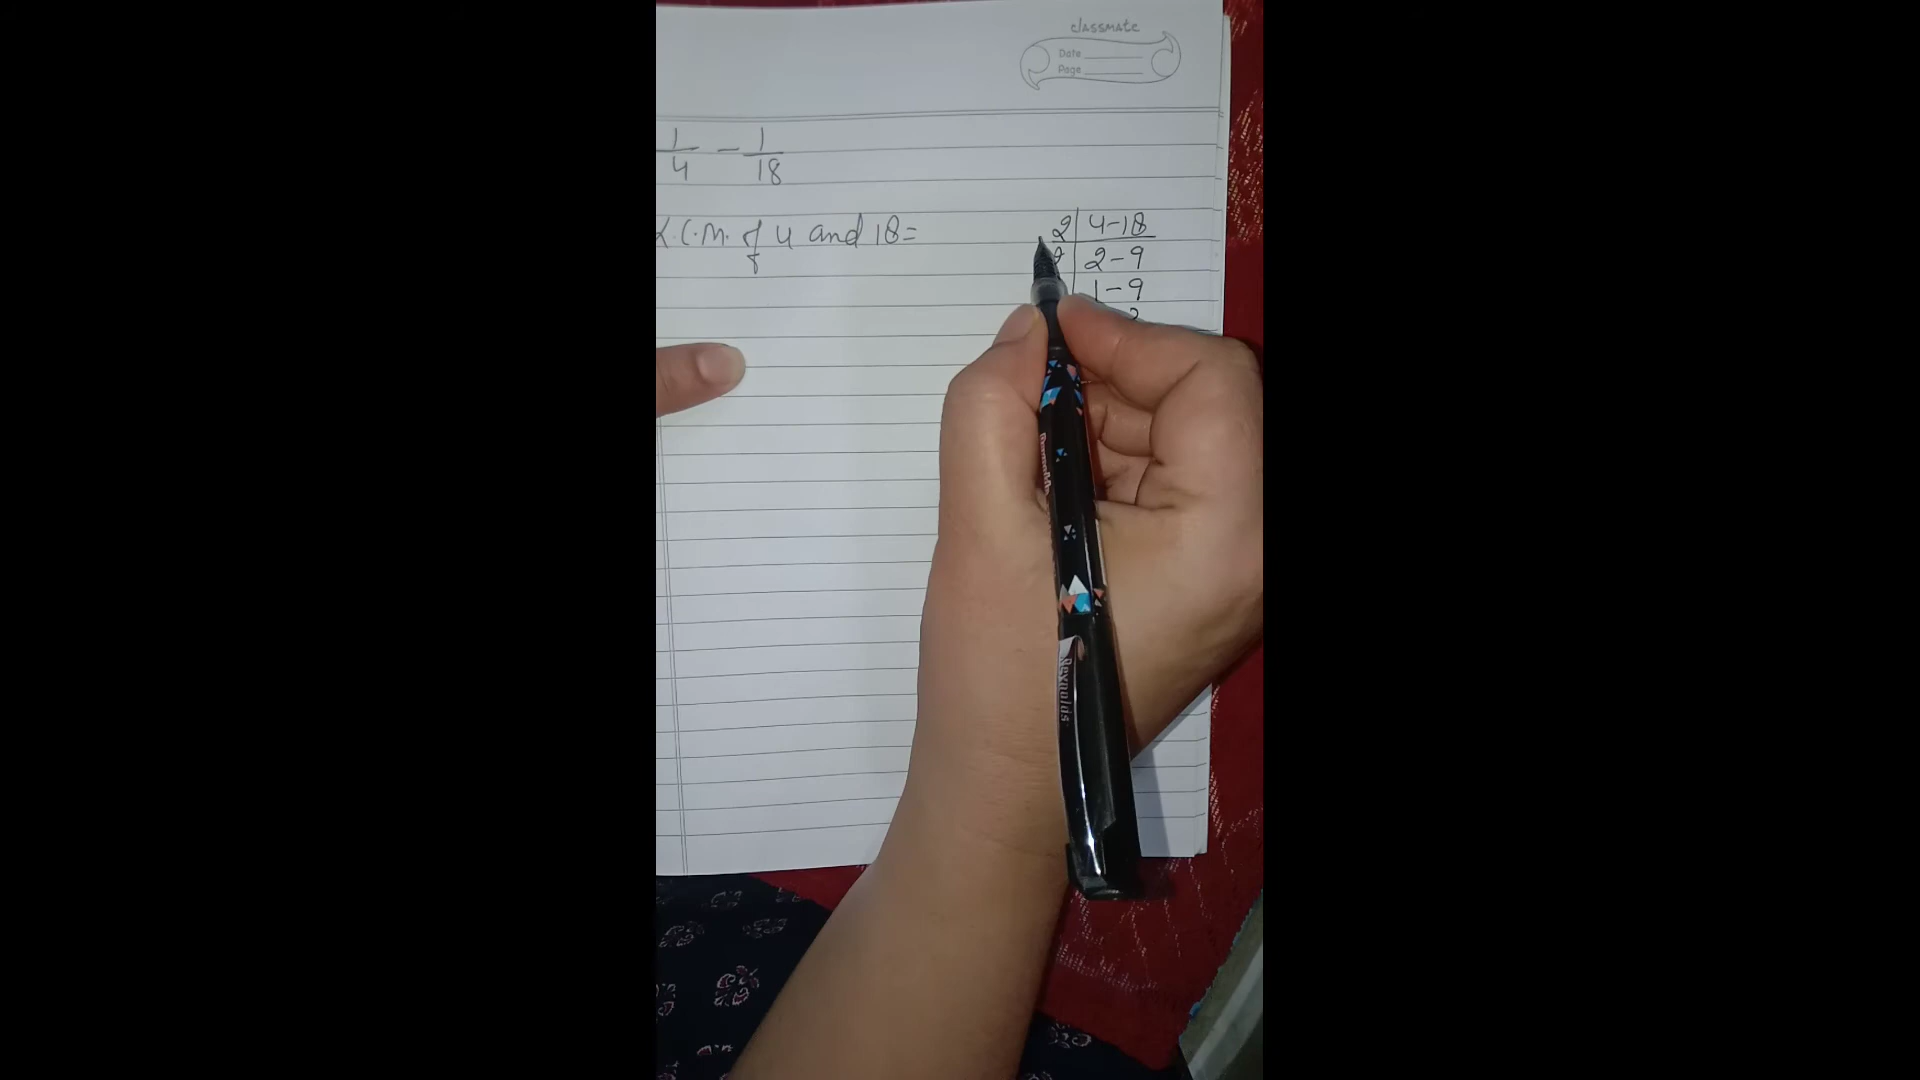 classmate
Date
Page
1/4 - 1/18
L.C.M. of 4 and 18=
2 | 4-18
2 | 2-9
1-9
Reynolds